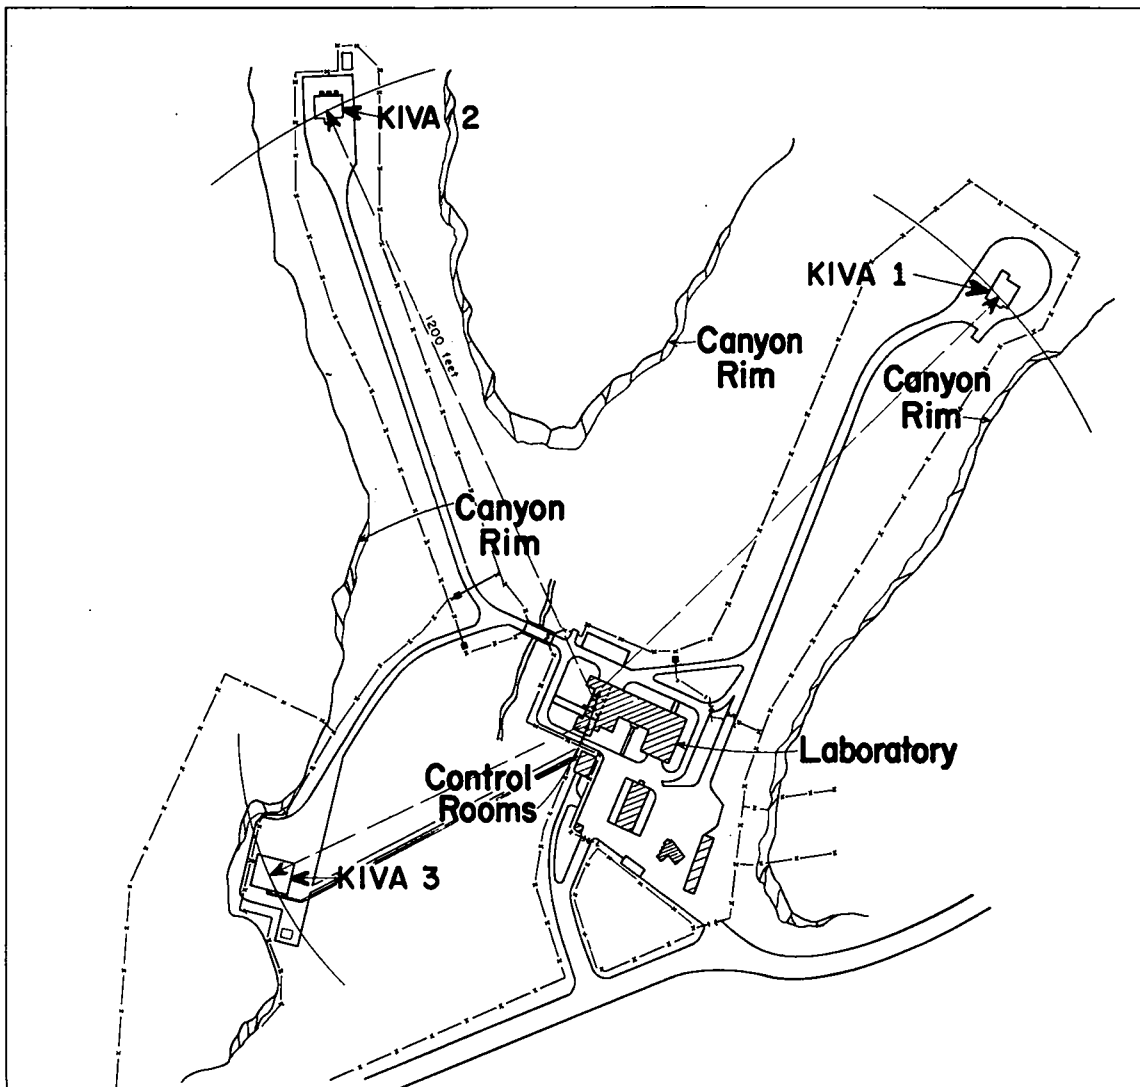 KIVA 2
KIVA 1
1200 feet
Canyon
Rim
Canyon
Rim
Canyon
Rim
Laboratory
Control
Rooms
KIVA 3